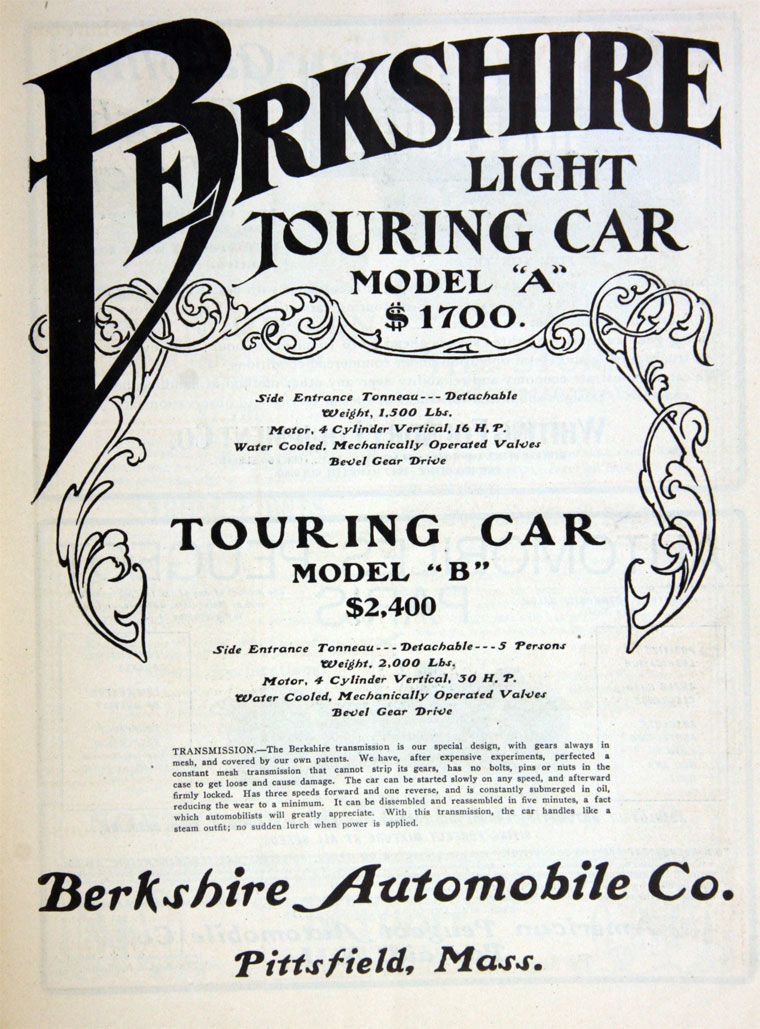 BERKSHIRE
LIGHT
TOURING CAR
MODEL "A"
$1700.
Side Entrance Tonneau---Detachable
Weight, 1,500 Lbs.
Motor, 4 Cylinder Vertical, 16 H. P.
Water Cooled, Mechanically Operated Valves
Bevel Gear Drive
TOURING CAR
MODEL "B"
$2,400
Side Entrance Tonneau---Detachable---5 Persons
Weight, 2,000 Lbs.
Motor, 4 Cylinder Vertical, 30 H. P.
Water Cooled, Mechanically Operated Valves
Bevel Gear Drive
TRANSMISSION.—The Berkshire transmission is our special design, with gears always in
mesh, and covered by our own patents. We have, after expensive experiments, perfected a
constant mesh transmission that cannot strip its gears, has no bolts, pins or nuts in the
case to get loose and cause damage. The car can be started slowly on any speed, and afterward
firmly locked. Has three speeds forward and one reverse, and is constantly submerged in oil,
reducing the wear to a minimum. It can be dissembled and reassembled in five minutes, a fact
which automobilists will greatly appreciate. With this transmission, the car handles like a
steam outfit; no sudden lurch when power is applied.
Berkshire Automobile Co.
Pittsfield, Mass.